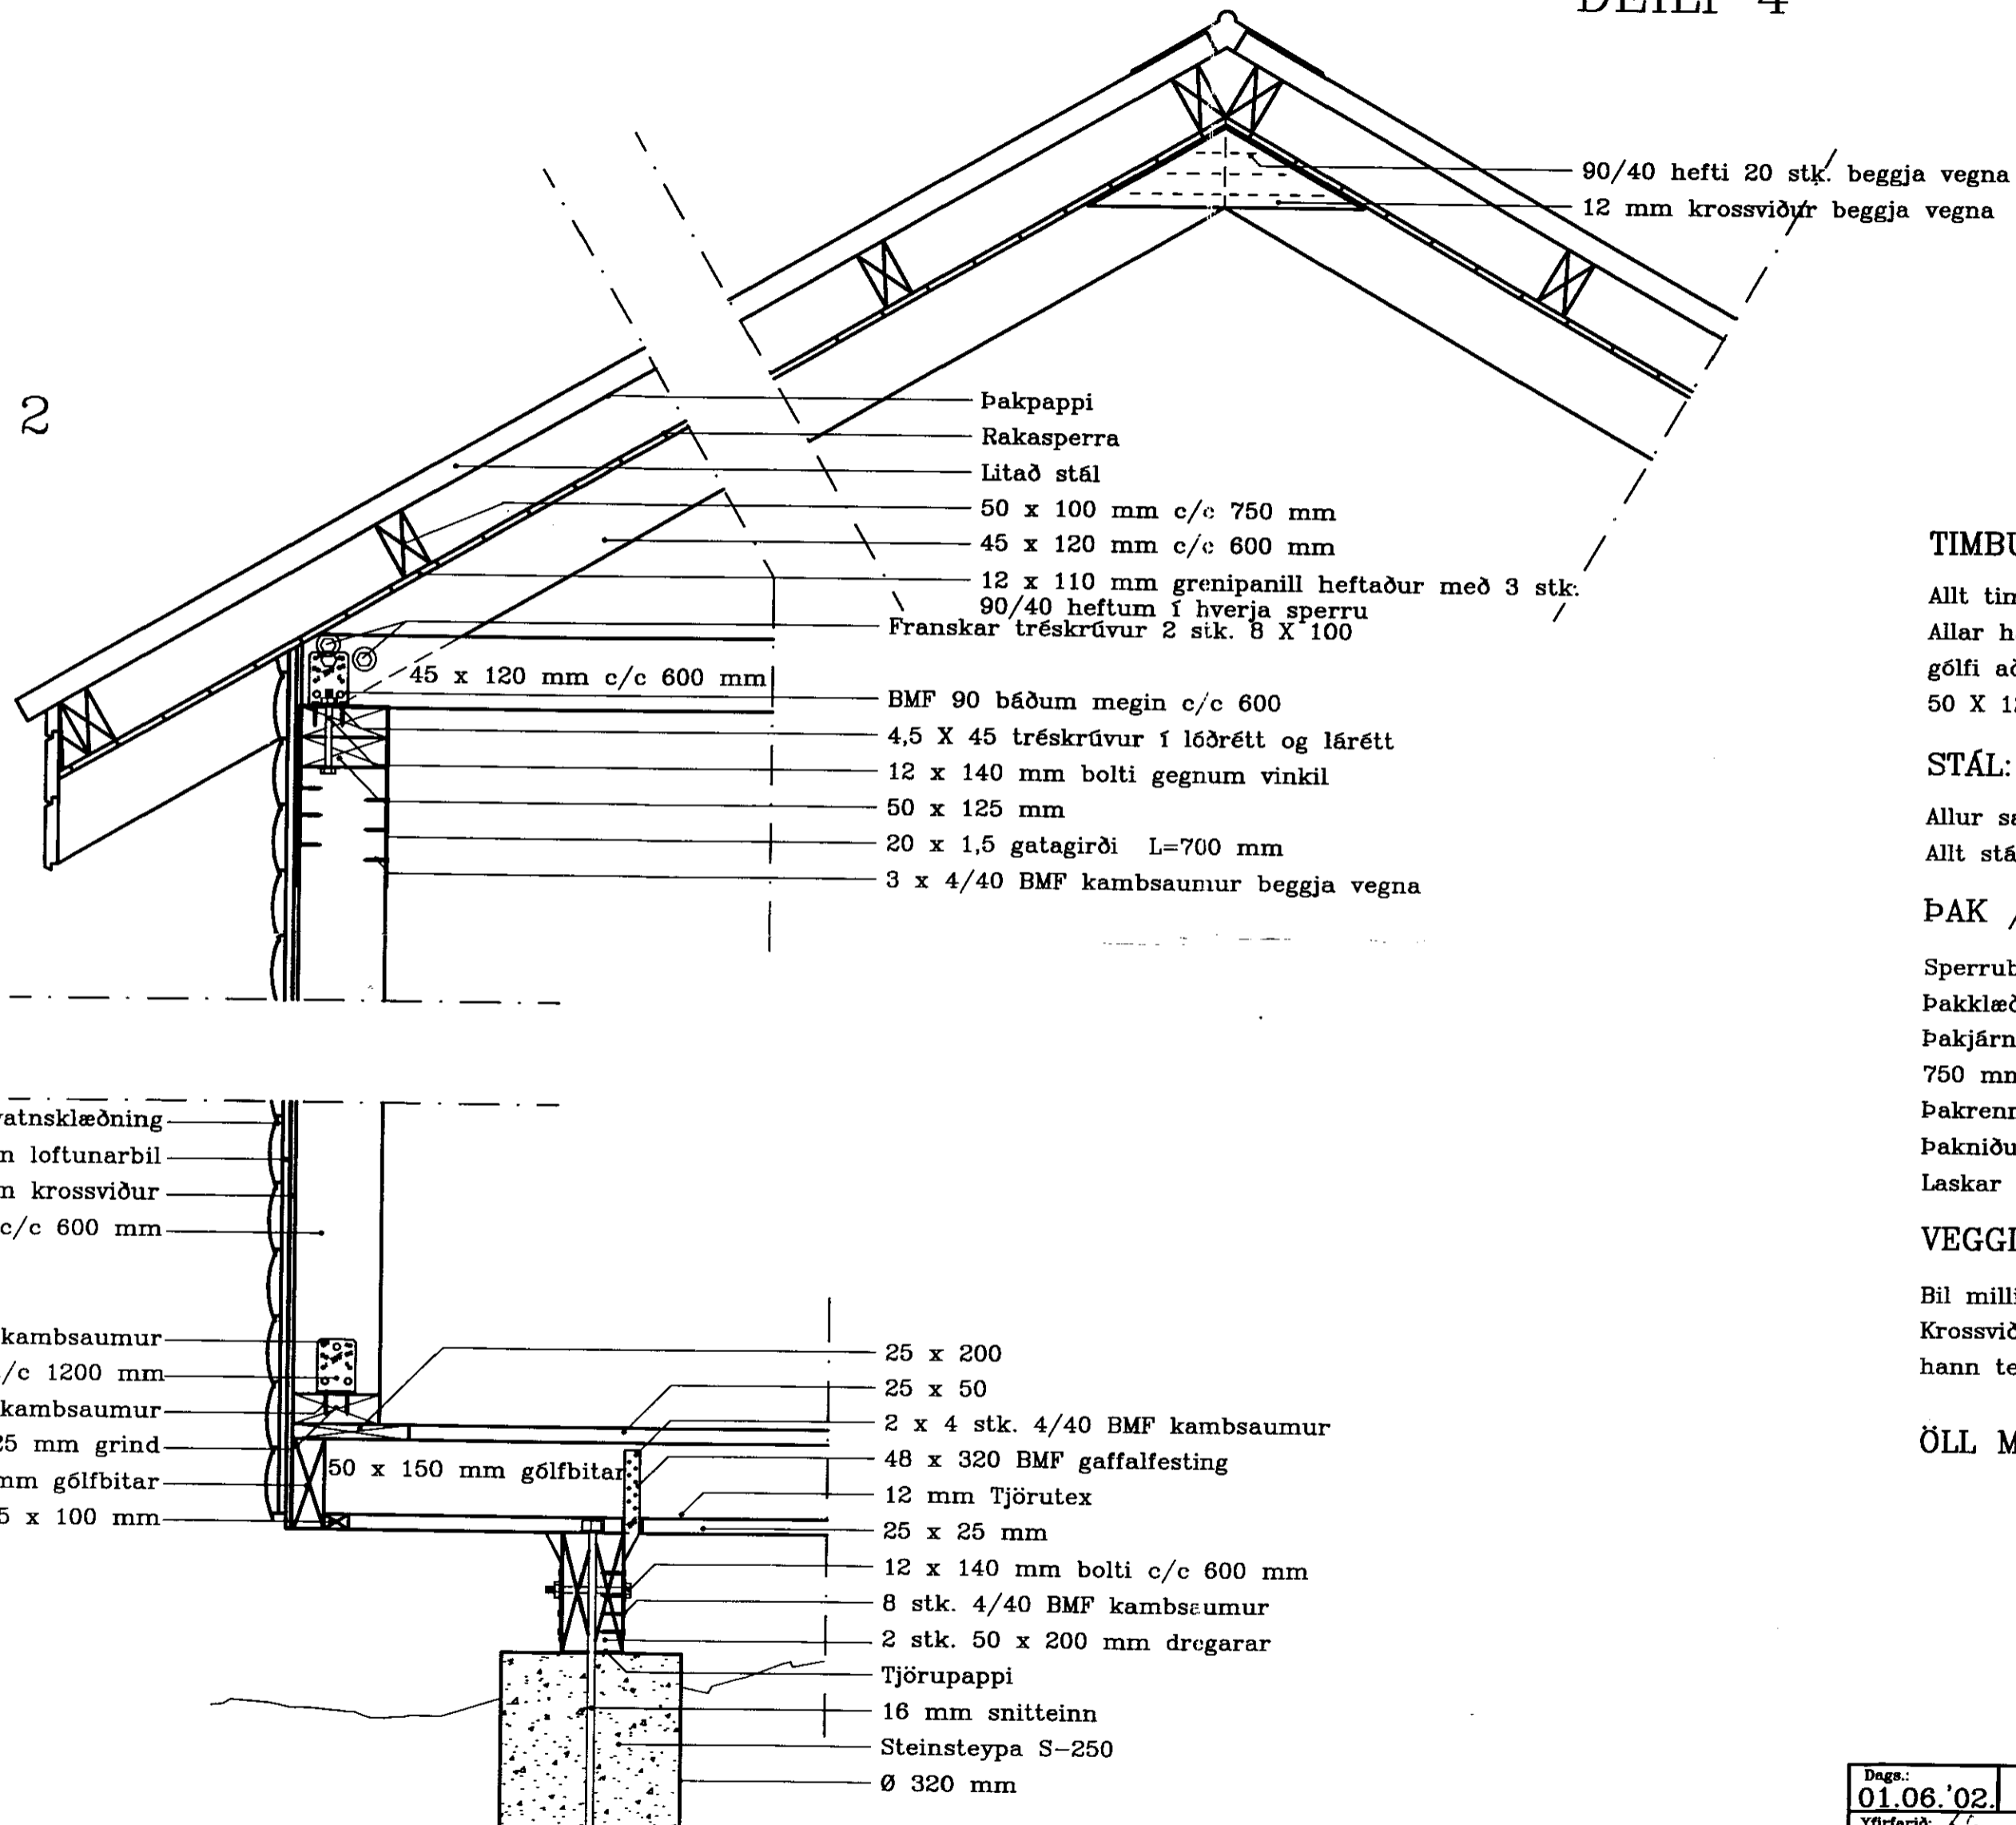 DEILI 4
90/40 hefti 20 stk. beggja vegna
12 mm krossviður beggja vegna
2
Þakpappi
Rakasperra
Litað stál
50 x 100 mm c/c 750 mm
45 x 120 mm c/c 600 mm
12 x 110 mm grenipanill heftaður með 3 stk.
90/40 heftum í hverja sperru
Franskar tréskrúvur 2 stk. 8 X 100
45 x 120 mm c/c 600 mm
BMF 90 báðum megin c/c 600
4,5 X 45 tréskrúvur í lóðrétt og lárétt
12 x 140 mm bolti gegnum vinkil
50 x 125 mm
20 x 1,5 gatagirði L=700 mm
3 x 4/40 BMF kambsaumur beggja vegna
vatnsklæðning
loftunarbil
krossviður
c/c 600 mm
kambsaumur
c/c 1200 mm
kambsaumur
25 mm grind
mm gólfbitar
5 x 100 mm
50 x 150 mm gólfbitar
25 x 200
25 x 50
2 x 4 stk. 4/40 BMF kambsaumur
48 x 320 BMF gaffalfesting
12 mm Tjörutex
25 x 25 mm
12 x 140 mm bolti c/c 600 mm
8 stk. 4/40 BMF kambsaumur
2 stk. 50 x 200 mm dregarar
Tjörupappi
16 mm snitteinn
Steinsteypa S-250
Ø 320 mm
TIMBU
Allt tim
Allar h
gólfi að
50 X 12
STÁL:
Allur sa
Allt stá
ÞAK /
Sperrub
Þakklæð
Þakjárn
750 mm
Þakrenn
Þakniðu
Laskar
VEGGI
Bil milli
Krossvið
hann te
ÖLL M
Dags.:
01.06.'02.
Yfirfarið: